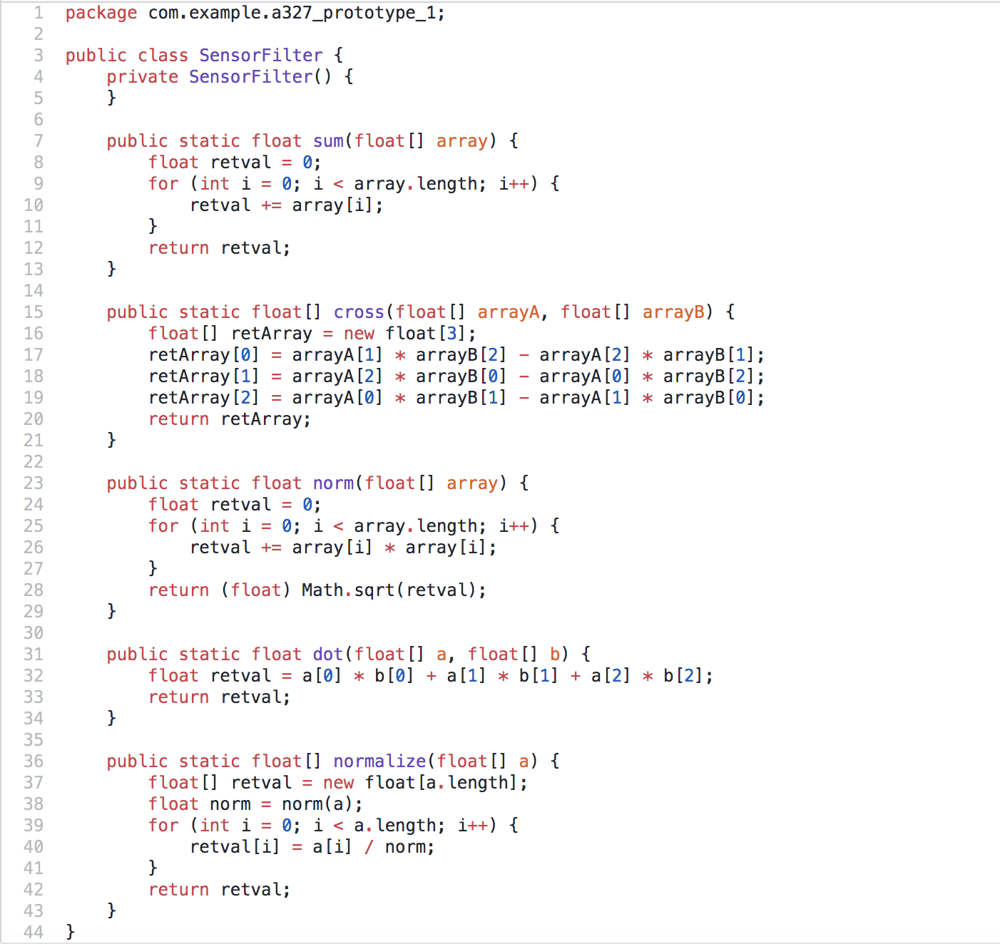 1 package com.example.a327_prototype_1;
2
3 public class SensorFilter {
4     private SensorFilter() {
5     }
6
7     public static float sum(float[] array) {
8         float retval = 0;
9         for (int i = 0; i < array.length; i++) {
10             retval += array[i];
11         }
12         return retval;
13     }
14
15     public static float[] cross(float[] arrayA, float[] arrayB) {
16         float[] retArray = new float[3];
17         retArray[0] = arrayA[1] * arrayB[2] - arrayA[2] * arrayB[1];
18         retArray[1] = arrayA[2] * arrayB[0] - arrayA[0] * arrayB[2];
19         retArray[2] = arrayA[0] * arrayB[1] - arrayA[1] * arrayB[0];
20         return retArray;
21     }
22
23     public static float norm(float[] array) {
24         float retval = 0;
25         for (int i = 0; i < array.length; i++) {
26             retval += array[i] * array[i];
27         }
28         return (float) Math.sqrt(retval);
29     }
30
31     public static float dot(float[] a, float[] b) {
32         float retval = a[0] * b[0] + a[1] * b[1] + a[2] * b[2];
33         return retval;
34     }
35
36     public static float[] normalize(float[] a) {
37         float[] retval = new float[a.length];
38         float norm = norm(a);
39         for (int i = 0; i < a.length; i++) {
40             retval[i] = a[i] / norm;
41         }
42         return retval;
43     }
44 }